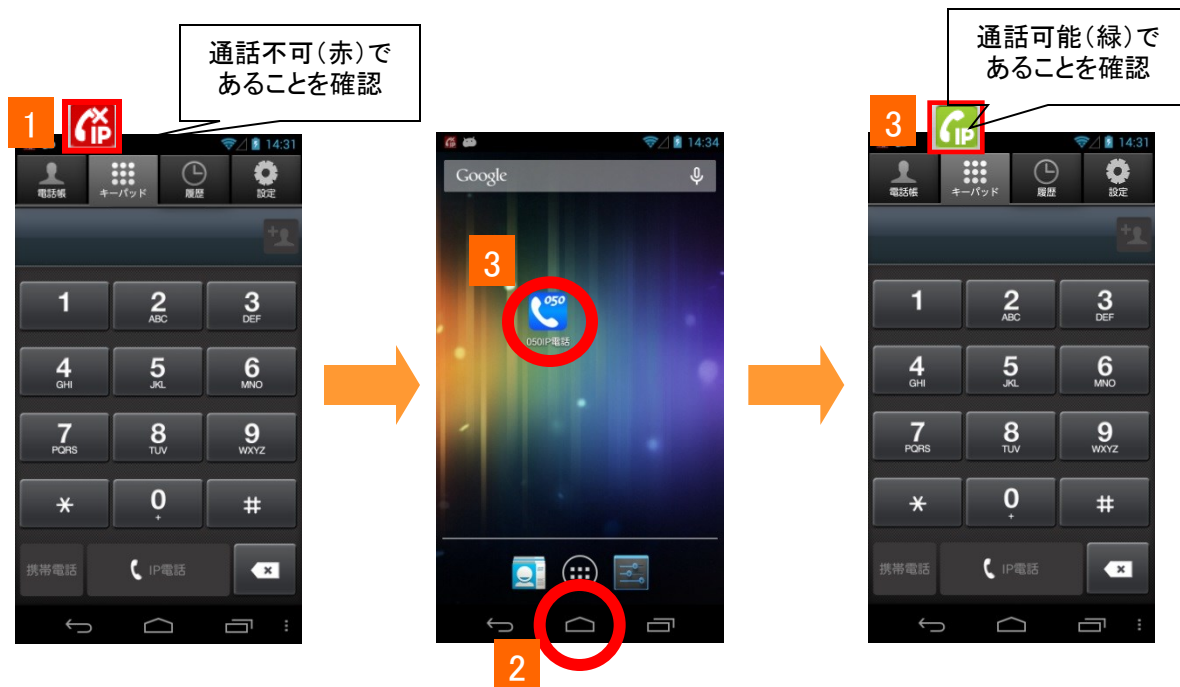 通話不可(赤)で
あることを確認
1
IP
14:31
電話帳 キーパッド 履歴 設定
1 2 3
ABC DEF
4 5 6
GHI JKL MNO
7 8 9
PQRS TUV WXYZ
* 0 #
+
携帯電話 IP電話
14:34
Google
3
050
050IP電話
2
通話可能(緑)で
あることを確認
3
IP
14:31
電話帳 キーパッド 履歴 設定
1 2 3
ABC DEF
4 5 6
GHI JKL MNO
7 8 9
PQRS TUV WXYZ
* 0 #
+
携帯電話 IP電話